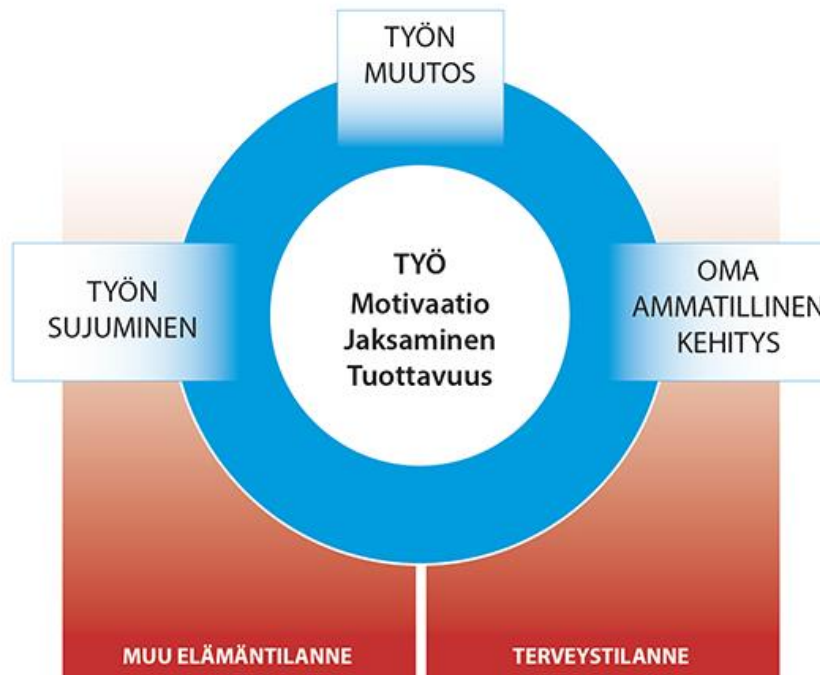 TYÖN
MUUTOS
TYÖN
SUJUMINEN
TYÖ
Motivaatio
Jaksaminen
Tuottavuus
OMA
AMMATILLINEN
KEHITYS
MUU ELÄMÄNTILANNE
TERVEYSTILANNE